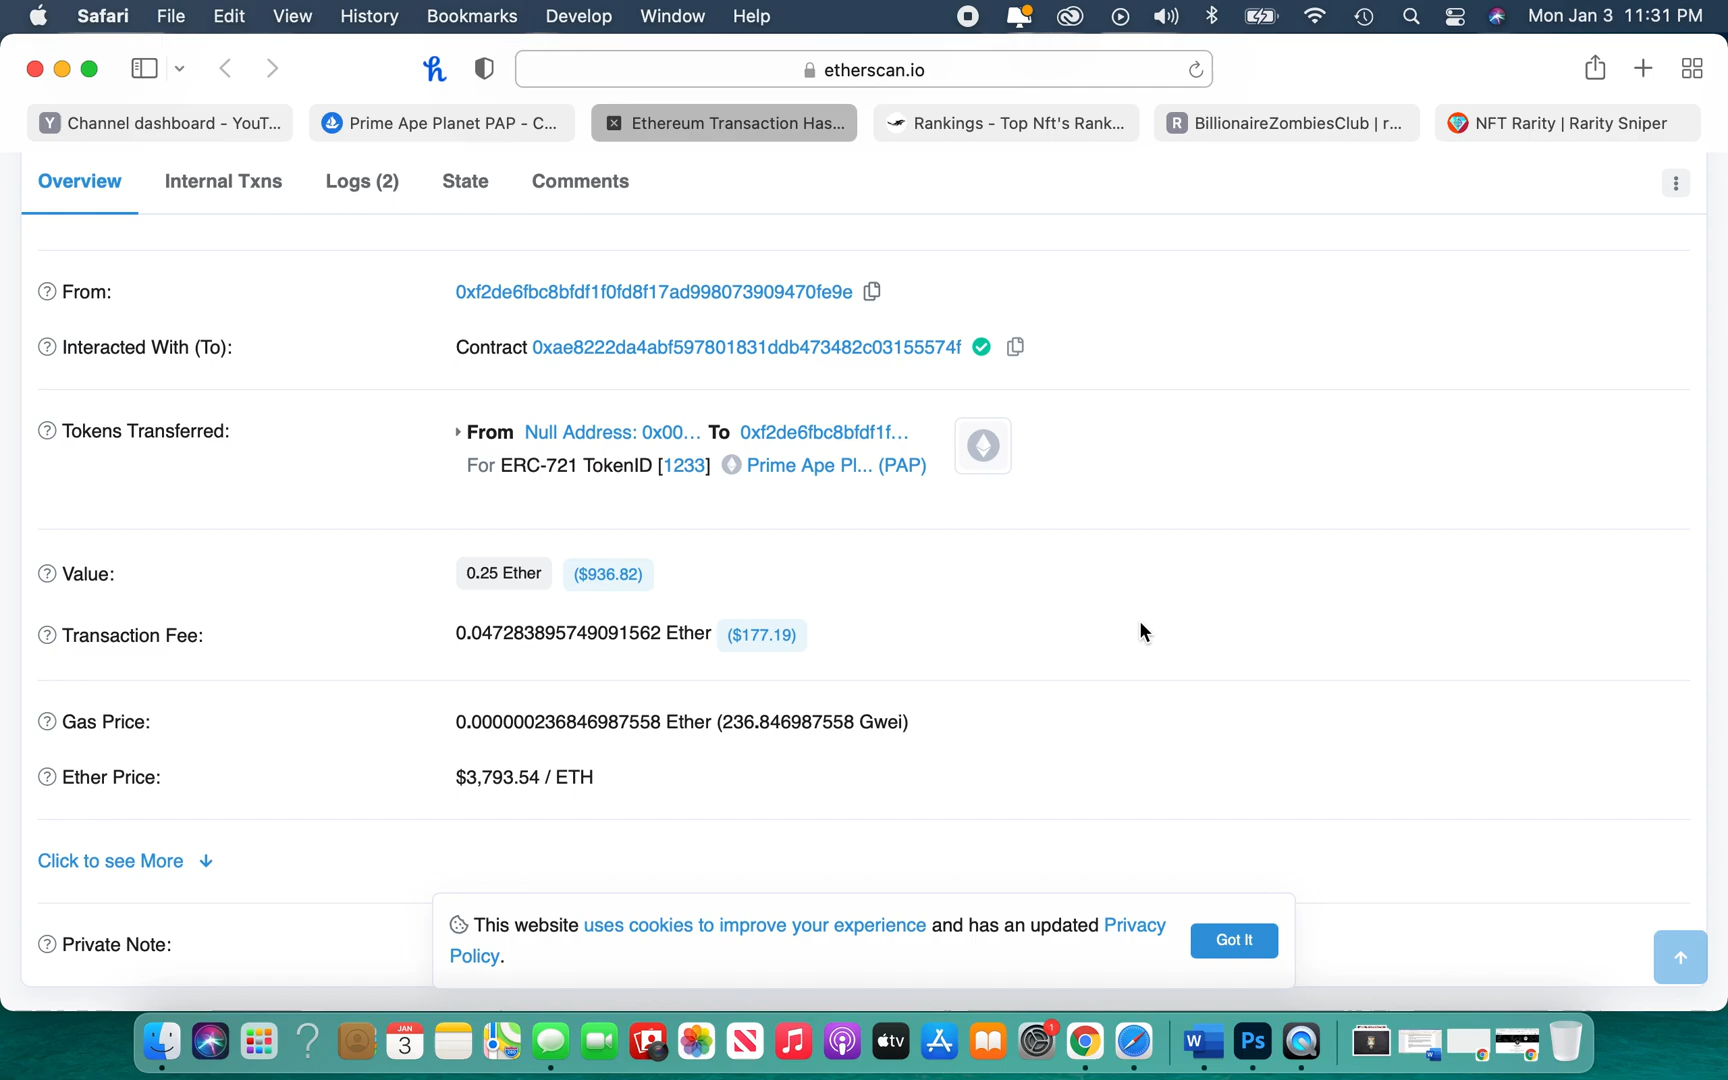 Safari File Edit View History Bookmarks Develop Window Help Mon Jan 3 11:31 PM
etherscan.io
Y Channel dashboard - YouT... Prime Ape Planet PAP - C... Ethereum Transaction Has... Rankings - Top Nft's Rank... R BillionaireZombiesClub | r... NFT Rarity | Rarity Sniper
Overview Internal Txns Logs (2) State Comments
From: 0xf2de6fbc8bfdf1f0fd8f17ad998073909470fe9e
Interacted With (To): Contract 0xae8222da4abf597801831ddb473482c03155574f
Tokens Transferred: From Null Address: 0x00... To 0xf2de6fbc8bfdf1f...
For ERC-721 TokenID [1233] Prime Ape Pl... (PAP)
Value: 0.25 Ether ($936.82)
Transaction Fee: 0.047283895749091562 Ether ($177.19)
Gas Price: 0.000000236846987558 Ether (236.846987558 Gwei)
Ether Price: $3,793.54 / ETH
Click to see More
This website uses cookies to improve your experience and has an updated Privacy
Policy.
Got It
Private Note:
JAN
3
tv
1
W
Ps